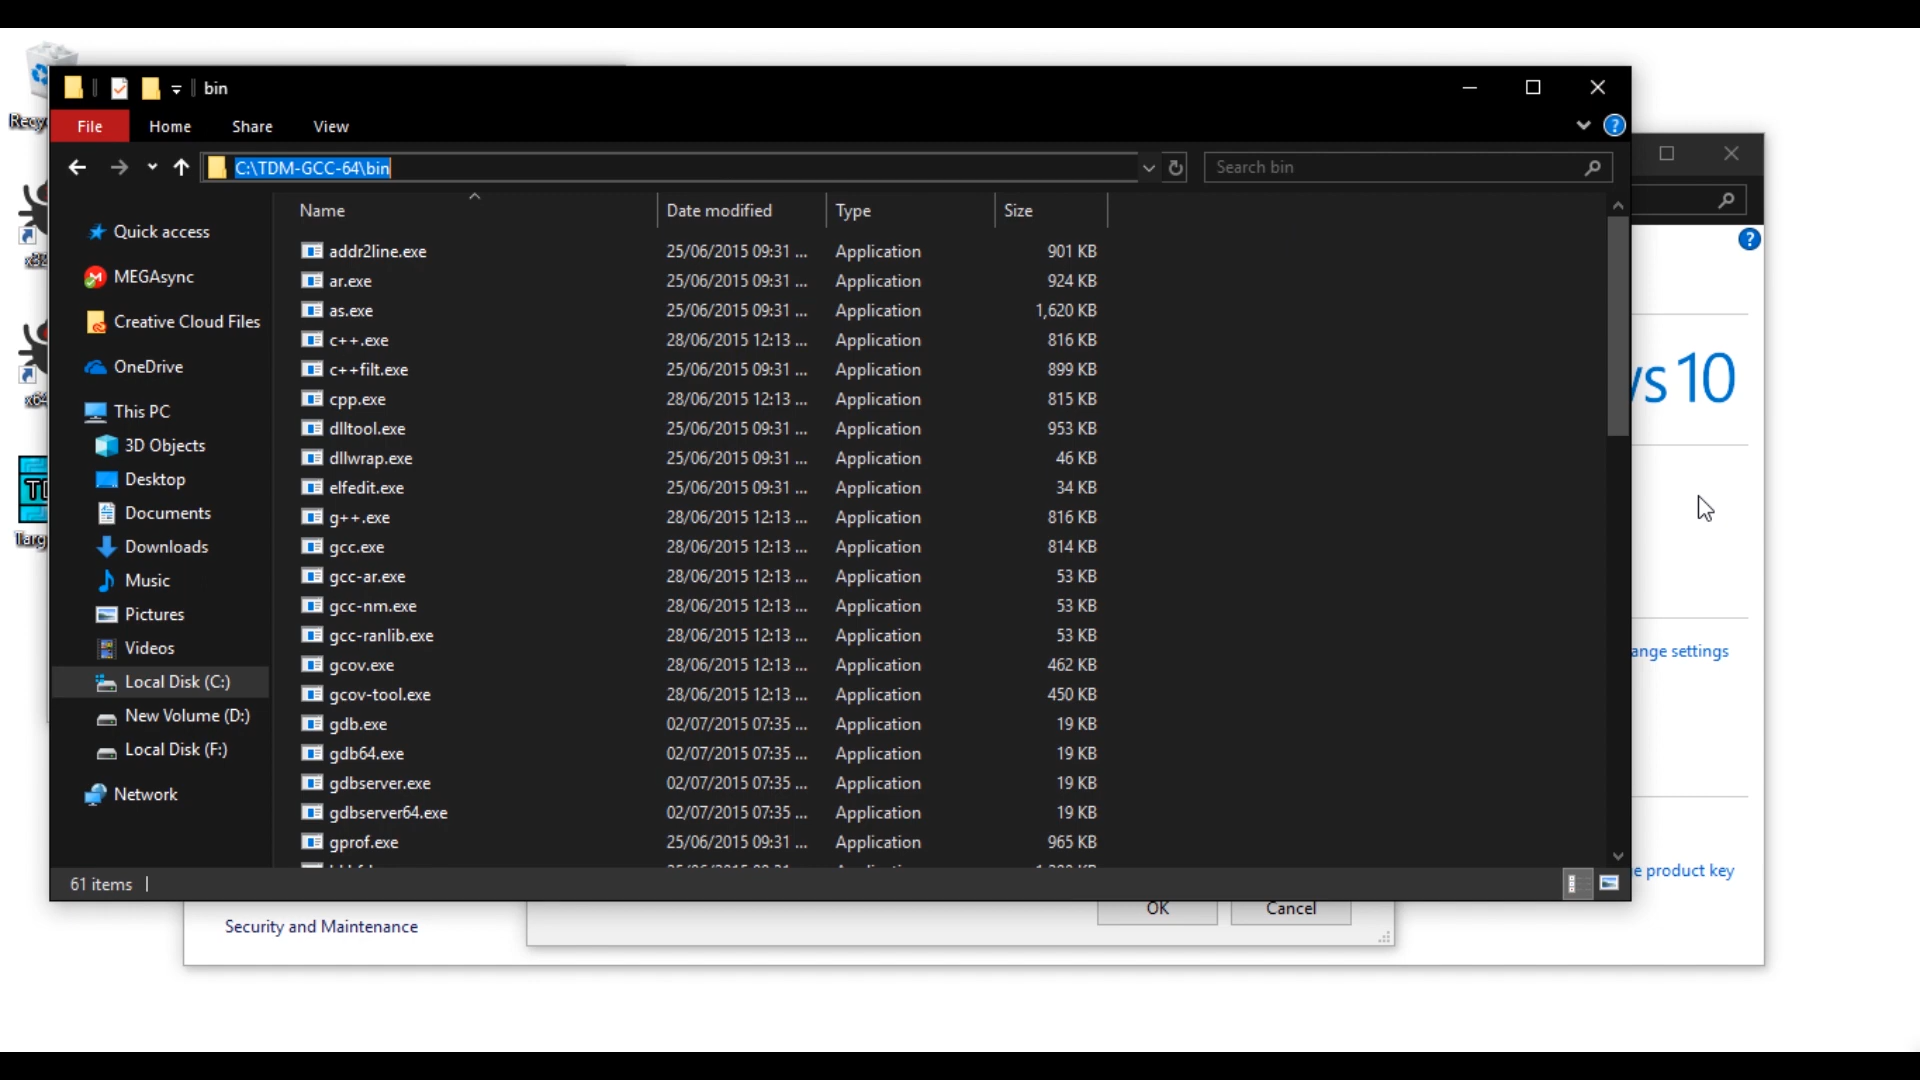 bin
File Home Share View
C:\TDM-GCC-64\bin
Search bin
Name Date modified Type Size
Quick access
MEGAsync
Creative Cloud Files
OneDrive
This PC
3D Objects
Desktop
Documents
Downloads
Music
Pictures
Videos
Local Disk (C:)
New Volume (D:)
Local Disk (F:)
Network
addr2line.exe 25/06/2015 09:31 ... Application 901 KB
ar.exe 25/06/2015 09:31 ... Application 924 KB
as.exe 25/06/2015 09:31 ... Application 1,620 KB
c++.exe 28/06/2015 12:13 ... Application 816 KB
c++filt.exe 25/06/2015 09:31 ... Application 899 KB
cpp.exe 28/06/2015 12:13 ... Application 815 KB
dlltool.exe 25/06/2015 09:31 ... Application 953 KB
dllwrap.exe 25/06/2015 09:31 ... Application 46 KB
elfedit.exe 25/06/2015 09:31 ... Application 34 KB
g++.exe 28/06/2015 12:13 ... Application 816 KB
gcc.exe 28/06/2015 12:13 ... Application 814 KB
gcc-ar.exe 28/06/2015 12:13 ... Application 53 KB
gcc-nm.exe 28/06/2015 12:13 ... Application 53 KB
gcc-ranlib.exe 28/06/2015 12:13 ... Application 53 KB
gcov.exe 28/06/2015 12:13 ... Application 462 KB
gcov-tool.exe 28/06/2015 12:13 ... Application 450 KB
gdb.exe 02/07/2015 07:35 ... Application 19 KB
gdb64.exe 02/07/2015 07:35 ... Application 19 KB
gdbserver.exe 02/07/2015 07:35 ... Application 19 KB
gdbserver64.exe 02/07/2015 07:35 ... Application 19 KB
gprof.exe 25/06/2015 09:31 ... Application 965 KB
61 items
Recy
Targ
vs 10
ange settings
e product key
OK Cancel
Security and Maintenance